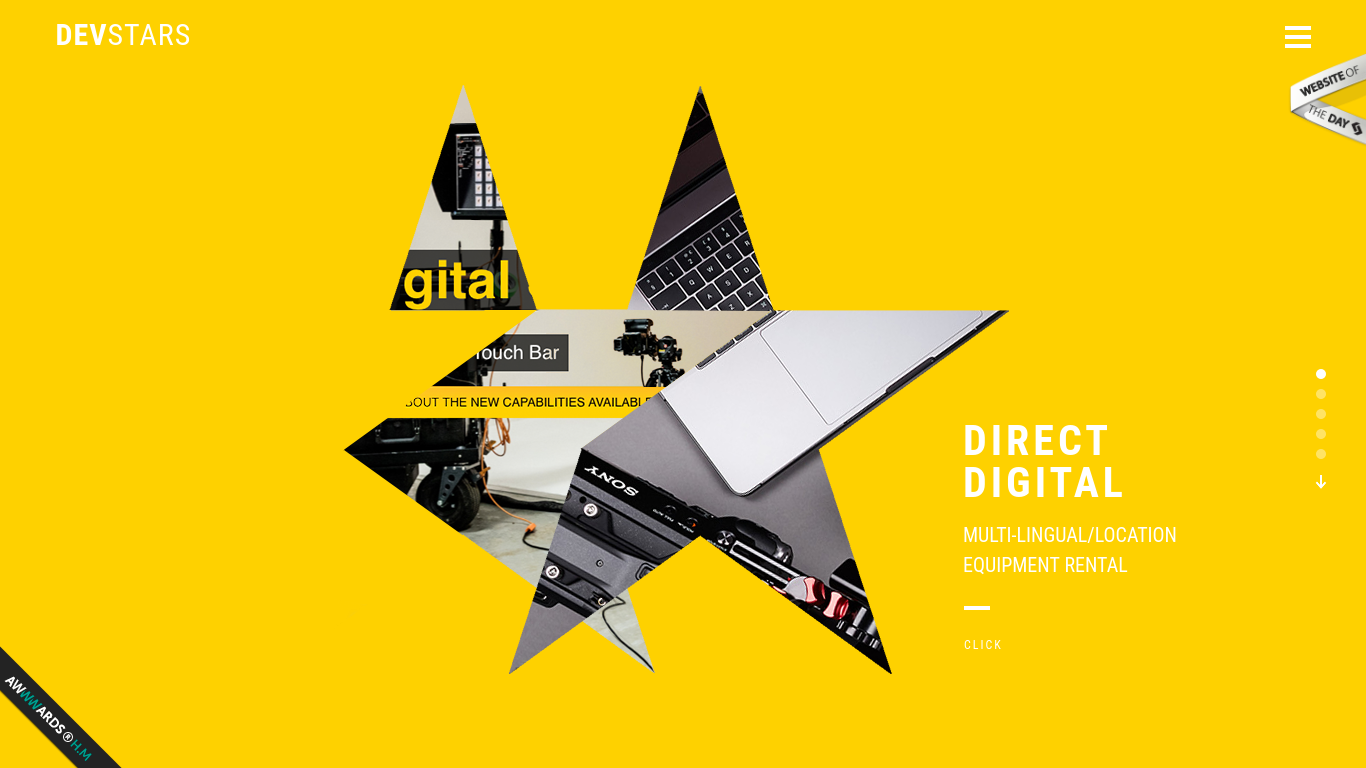 DEVSTARS
WEBSITE OF
THE DAY
gital
Touch Bar
BOUT THE NEW CAPABILITIES AVAILABLE
SONY
DIRECT
DIGITAL
MULTI-LINGUAL/LOCATION
EQUIPMENT RENTAL
CLICK
AWWWARDS® H.M